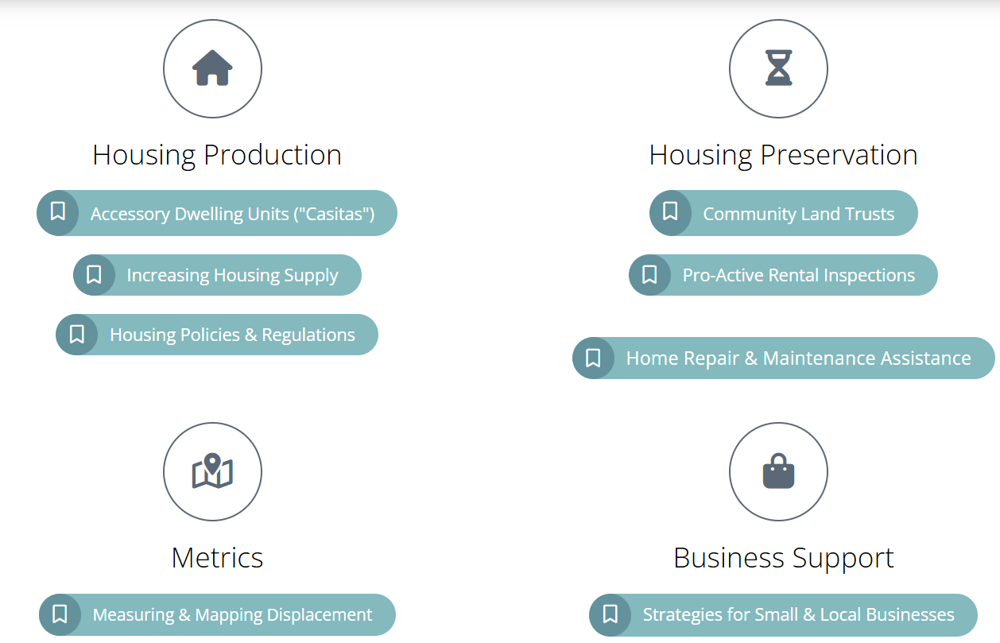 Housing Production
Accessory Dwelling Units ("Casitas")
Increasing Housing Supply
Housing Policies & Regulations
Housing Preservation
Community Land Trusts
Pro-Active Rental Inspections
Home Repair & Maintenance Assistance
Metrics
Measuring & Mapping Displacement
Business Support
Strategies for Small & Local Businesses